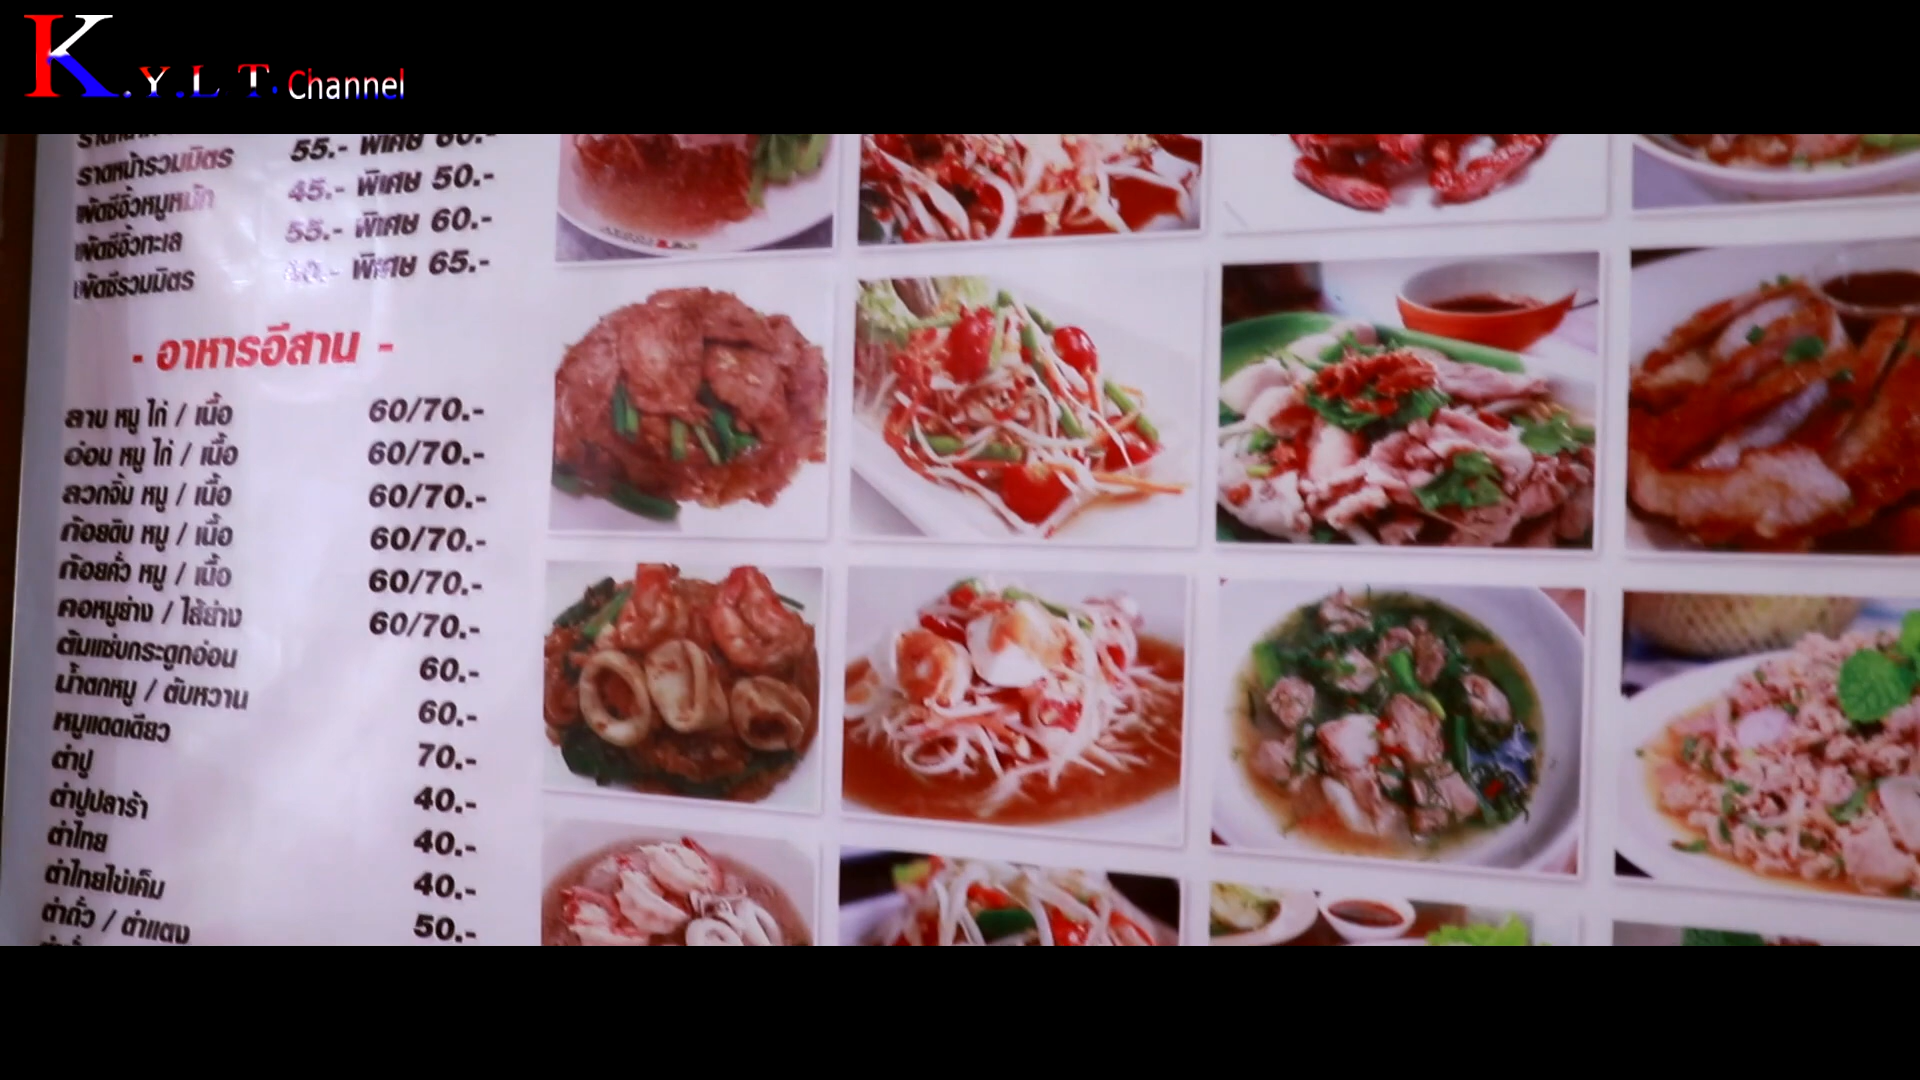 K.Y.L.T. Channel
ราดหน้ารวมมิตร 55.- พิเศษ 60.-
ผัดซีอิ๊วหมูหมัก 45.- พิเศษ 50.-
ผัดซีอิ๊วทะเล 55.- พิเศษ 60.-
ผัดซีรวมมิตร พิเศษ 65.-
- อาหารอีสาน -
ลาบ หมู ไก่ / เนื้อ 60/70.-
อ่อม หมู ไก่ / เนื้อ 60/70.-
ลวกจิ้ม หมู / เนื้อ 60/70.-
ก้อยดิบ หมู / เนื้อ 60/70.-
ก้อยคั่ว หมู / เนื้อ 60/70.-
คอหมูย่าง / ไส้ย่าง 60/70.-
ต้มแซ่บกระดูกอ่อน 60.-
น้ำตกหมู / ตับหวาน 60.-
หมูแดดเดียว 70.-
ตำปู 40.-
ตำปูปลาร้า 40.-
ตำไทย 40.-
ตำไทยไข่เค็ม 50.-
ตำถั่ว / ตำแตง